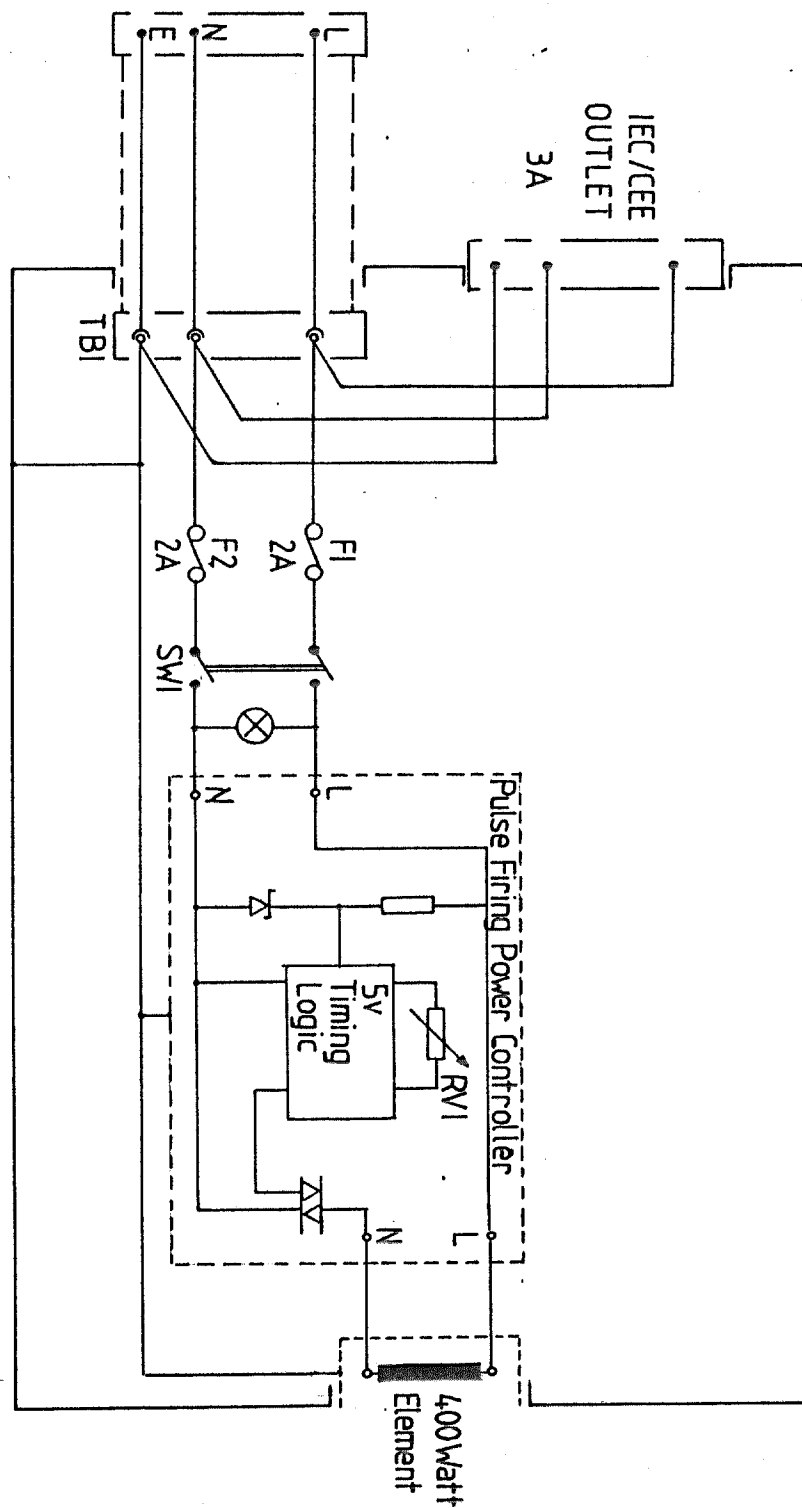 IEC/CEE
OUTLET
3A
L
N
E
TB1
F1
2A
F2
2A
SW1
Pulse Firing Power Controller
L
N
5v
Timing
Logic
RV1
L
N
400Watt
Element